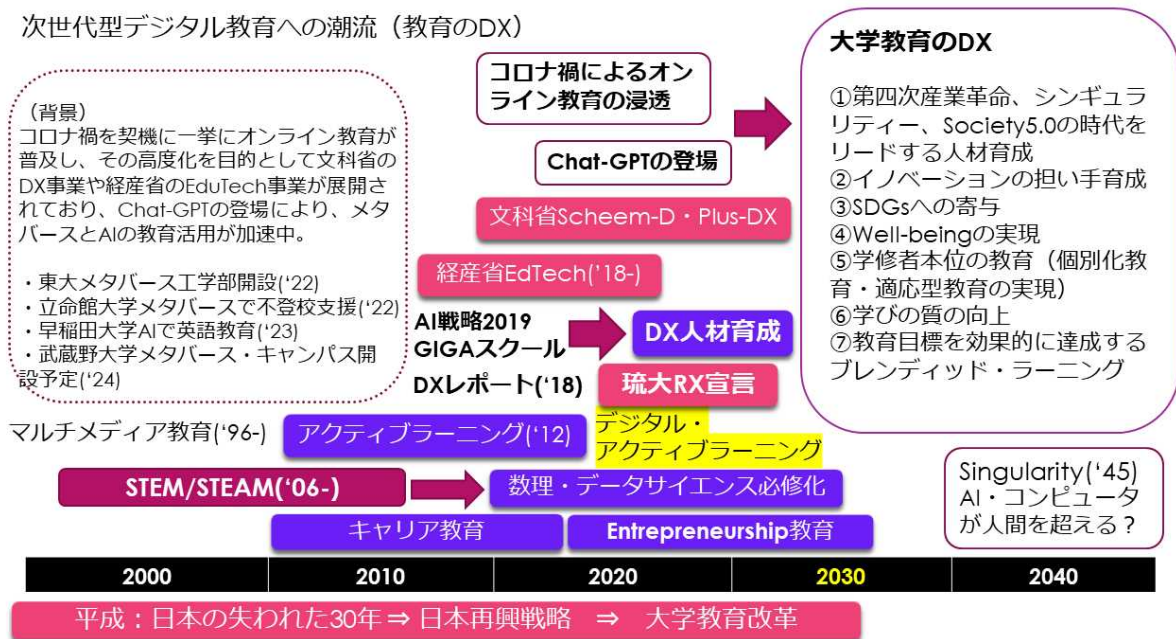 次世代型デジタル教育への潮流（教育のDX）
（背景）
コロナ禍を契機に一挙にオンライン教育が
普及し、その高度化を目的として文科省の
DX事業や経産省のEduTech事業が展開さ
れており、Chat-GPTの登場により、メタ
バースとAIの教育活用が加速中。
・東大メタバース工学部開設(‘22)
・立命館大学メタバースで不登校支援(‘22)
・早稲田大学AIで英語教育(‘23)
・武蔵野大学メタバース・キャンパス開
設予定(‘24)
コロナ禍によるオン
ライン教育の浸透
Chat-GPTの登場
文科省Scheem-D・Plus-DX
経産省EdTech(‘18-)
AI戦略2019
GIGAスクール
DX人材育成
DXレポート(‘18)
琉大RX宣言
大学教育のDX
①第四次産業革命、シンギュラ
リティー、Society5.0の時代を
リードする人材育成
②イノベーションの担い手育成
③SDGsへの寄与
④Well-beingの実現
⑤学修者本位の教育（個別化教
育・適応型教育の実現）
⑥学びの質の向上
⑦教育目標を効果的に達成する
ブレンディッド・ラーニング
マルチメディア教育(‘96-)
アクティブラーニング(‘12)
デジタル・
アクティブラーニング
STEM/STEAM(‘06-)
数理・データサイエンス必修化
キャリア教育
Entrepreneurship教育
Singularity(‘45)
AI・コンピュータ
が人間を超える？
2000
2010
2020
2030
2040
平成：日本の失われた30年⇒日本再興戦略 ⇒ 大学教育改革